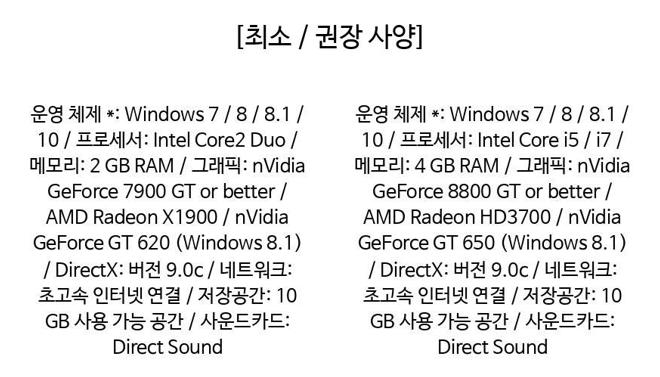 [최소 / 권장 사양]
운영 체제 *: Windows 7 / 8 / 8.1 /
10 / 프로세서: Intel Core2 Duo /
메모리: 2 GB RAM / 그래픽: nVidia
GeForce 7900 GT or better /
AMD Radeon X1900 / nVidia
GeForce GT 620 (Windows 8.1)
/ DirectX: 버전 9.0c / 네트워크:
초고속 인터넷 연결 / 저장공간: 10
GB 사용 가능 공간 / 사운드카드:
Direct Sound
운영 체제 *: Windows 7 / 8 / 8.1 /
10 / 프로세서: Intel Core i5 / i7 /
메모리: 4 GB RAM / 그래픽: nVidia
GeForce 8800 GT or better /
AMD Radeon HD3700 / nVidia
GeForce GT 650 (Windows 8.1)
/ DirectX: 버전 9.0c / 네트워크:
초고속 인터넷 연결 / 저장공간: 10
GB 사용 가능 공간 / 사운드카드:
Direct Sound